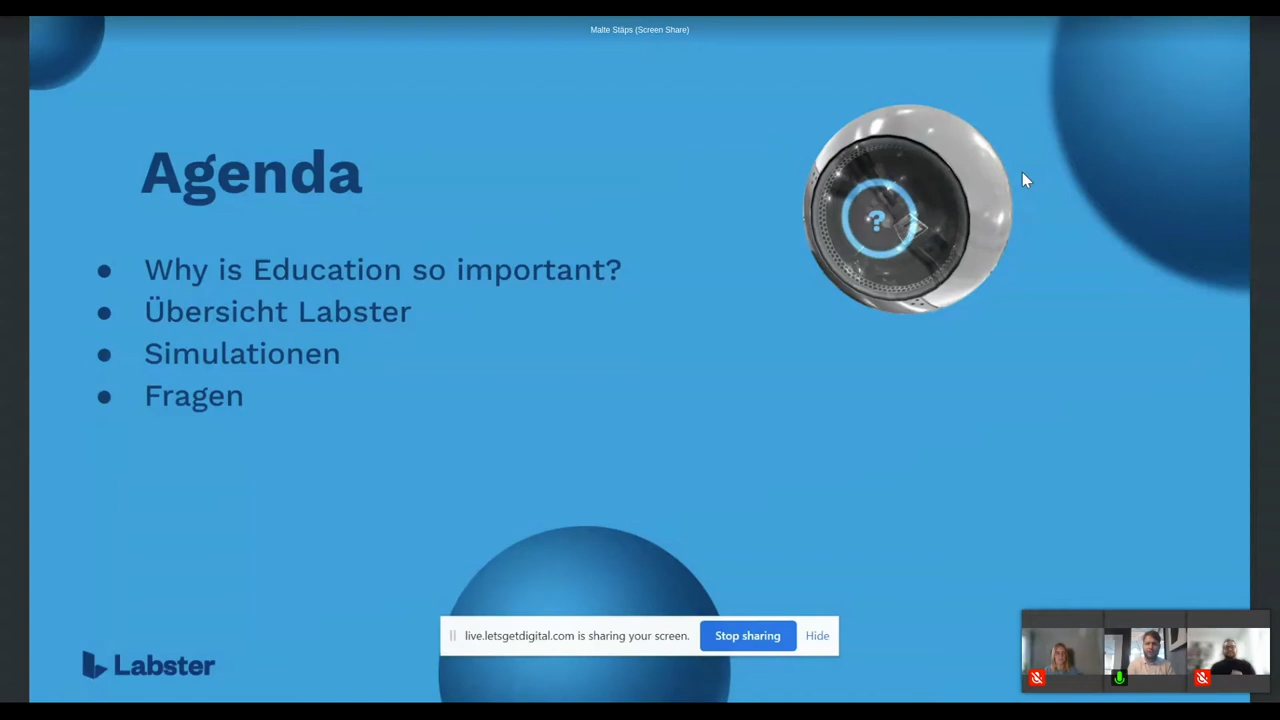 Malte Stäps (Screen Share)
Agenda
● Why is Education so important?
● Übersicht Labster
● Simulationen
● Fragen
?
live.letsgetdigital.com is sharing your screen. Stop sharing Hide
Labster